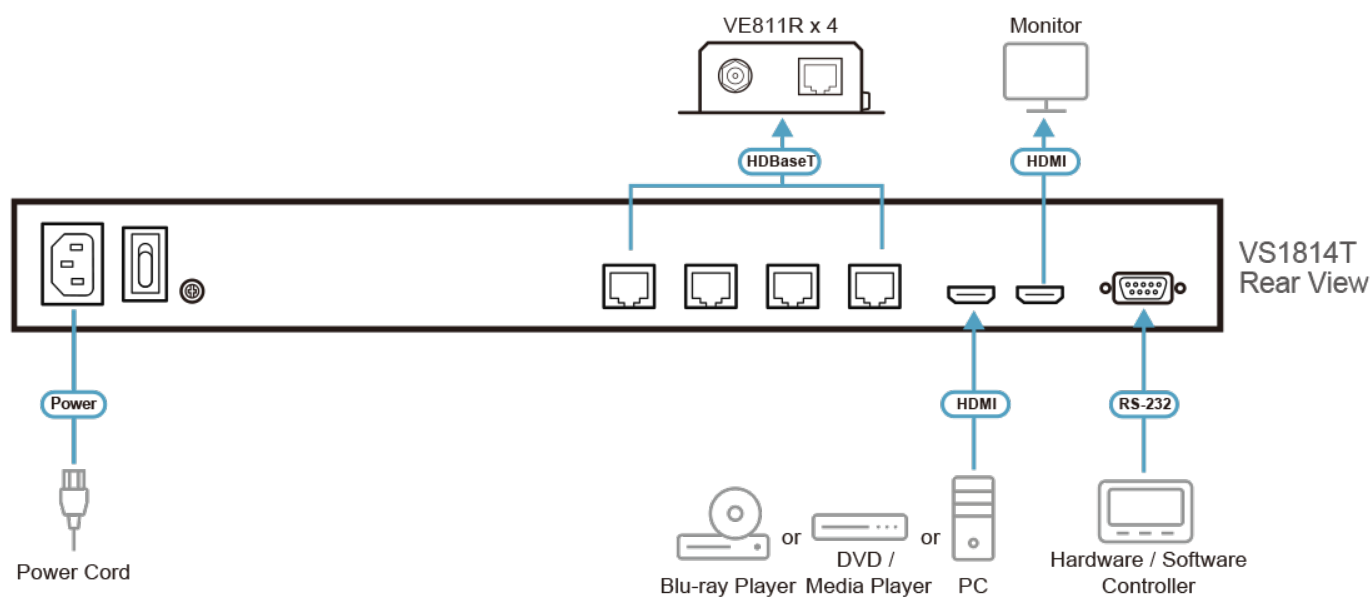 VE811R x 4
Monitor
HDBaseT
HDMI
VS1814T
Rear View
Power
HDMI
RS-232
Power Cord
or
or
Blu-ray Player
DVD /
Media Player
PC
Hardware / Software
Controller